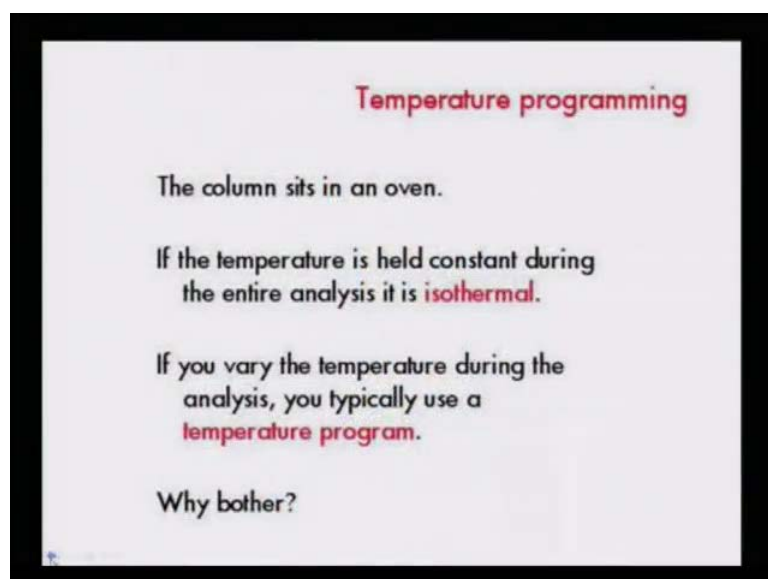 Temperature programming
The column sits in an oven.
If the temperature is held constant during
the entire analysis it is isothermal.
If you vary the temperature during the
analysis, you typically use a
temperature program.
Why bother?